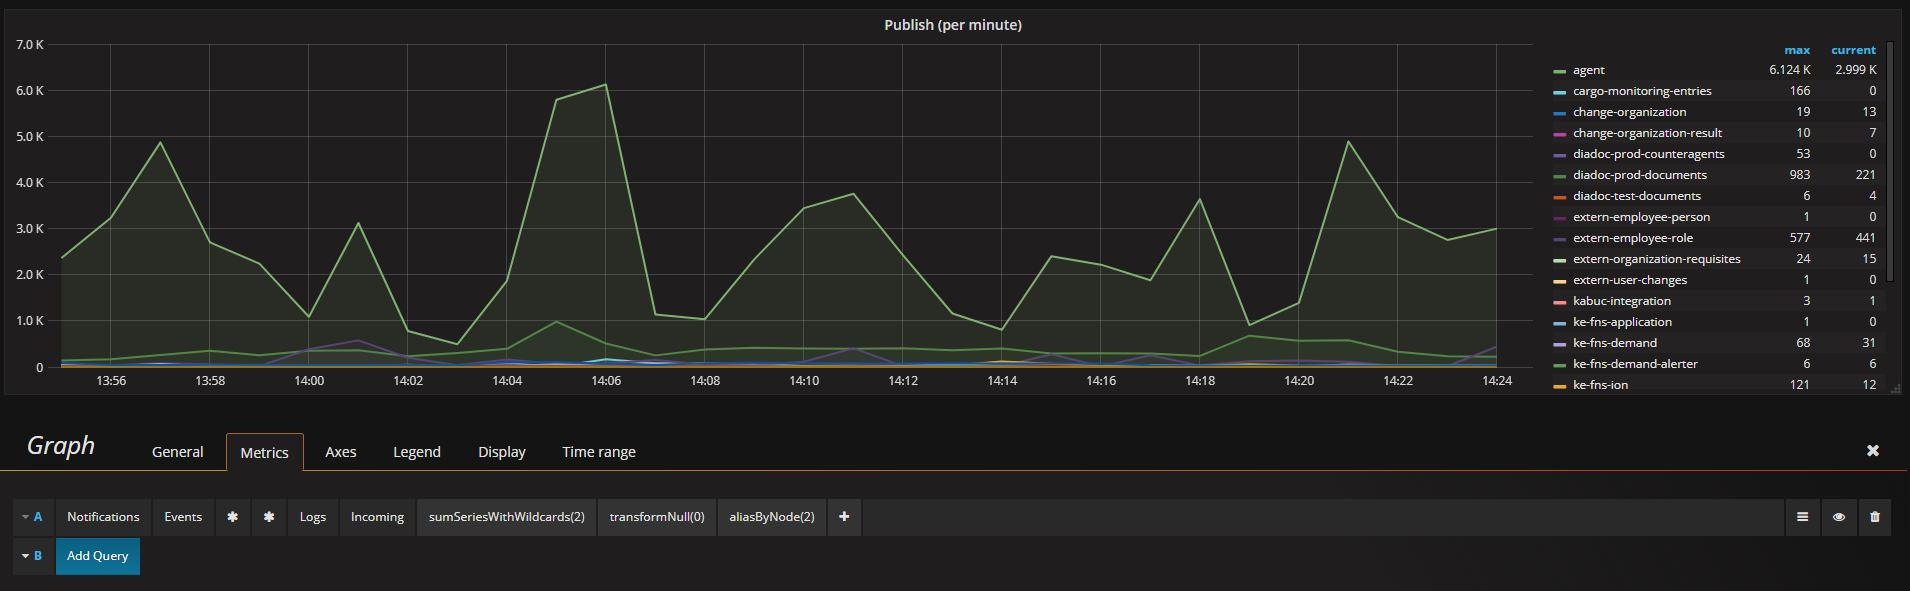 Publish (per minute)
7.0 K
6.0 K
5.0 K
4.0 K
3.0 K
2.0 K
1.0 K
0
13:56 13:58 14:00 14:02 14:04 14:06 14:08 14:10 14:12 14:14 14:16 14:18 14:20 14:22 14:24
max current
agent 6.124 K 2.999 K
cargo-monitoring-entries 166 0
change-organization 19 13
change-organization-result 10 7
diadoc-prod-counteragents 53 0
diadoc-prod-documents 983 221
diadoc-test-documents 6 4
extern-employee-person 1 0
extern-employee-role 577 441
extern-organization-requisites 24 15
extern-user-changes 1 0
kabuc-integration 3 1
ke-fns-application 1 0
ke-fns-demand 68 31
ke-fns-demand-alerter 6 6
ke-fns-ion 121 12
Graph General Metrics Axes Legend Display Time range
A Notifications Events * * Logs Incoming sumSeriesWithWildcards(2) transformNull(0) aliasByNode(2) +
B Add Query